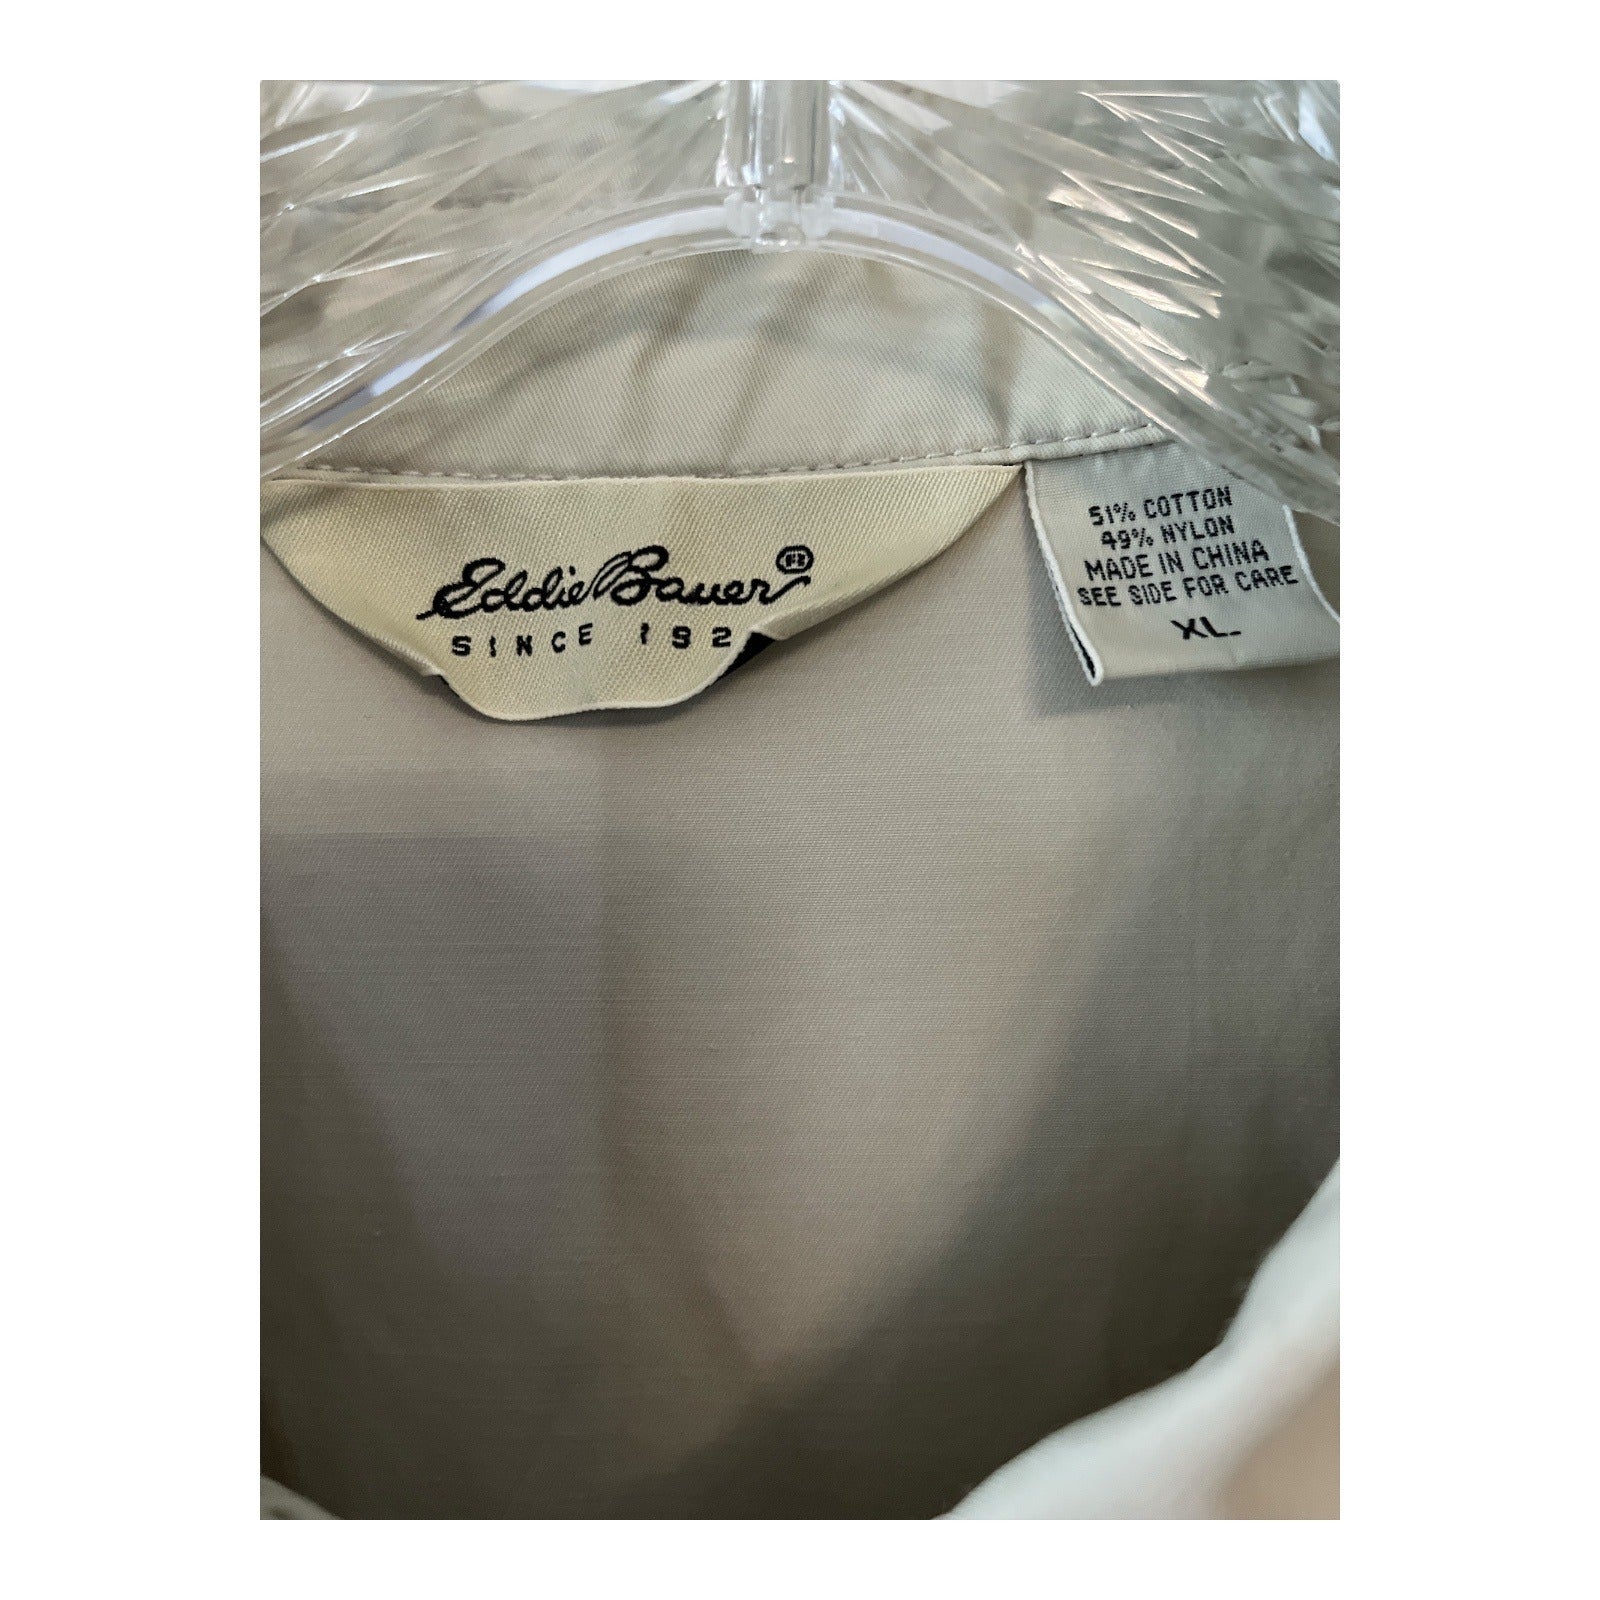 Eddie Bauer
SINCE 192
51% COTTON
49% NYLON
MADE IN CHINA
SEE SIDE FOR CARE
XL